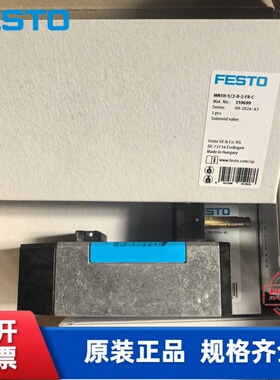 FESTO
原装正品 规格齐
FESTO
MN1H-5/2-D-2-FR-C
Mat. No.: 159699
Series: 09-2024-43
1 pcs
Solenoid valve
Festo SE & Co. KG
DE-73734 Esslingen
Made in Hungary
www.festo.com/sp
开
票